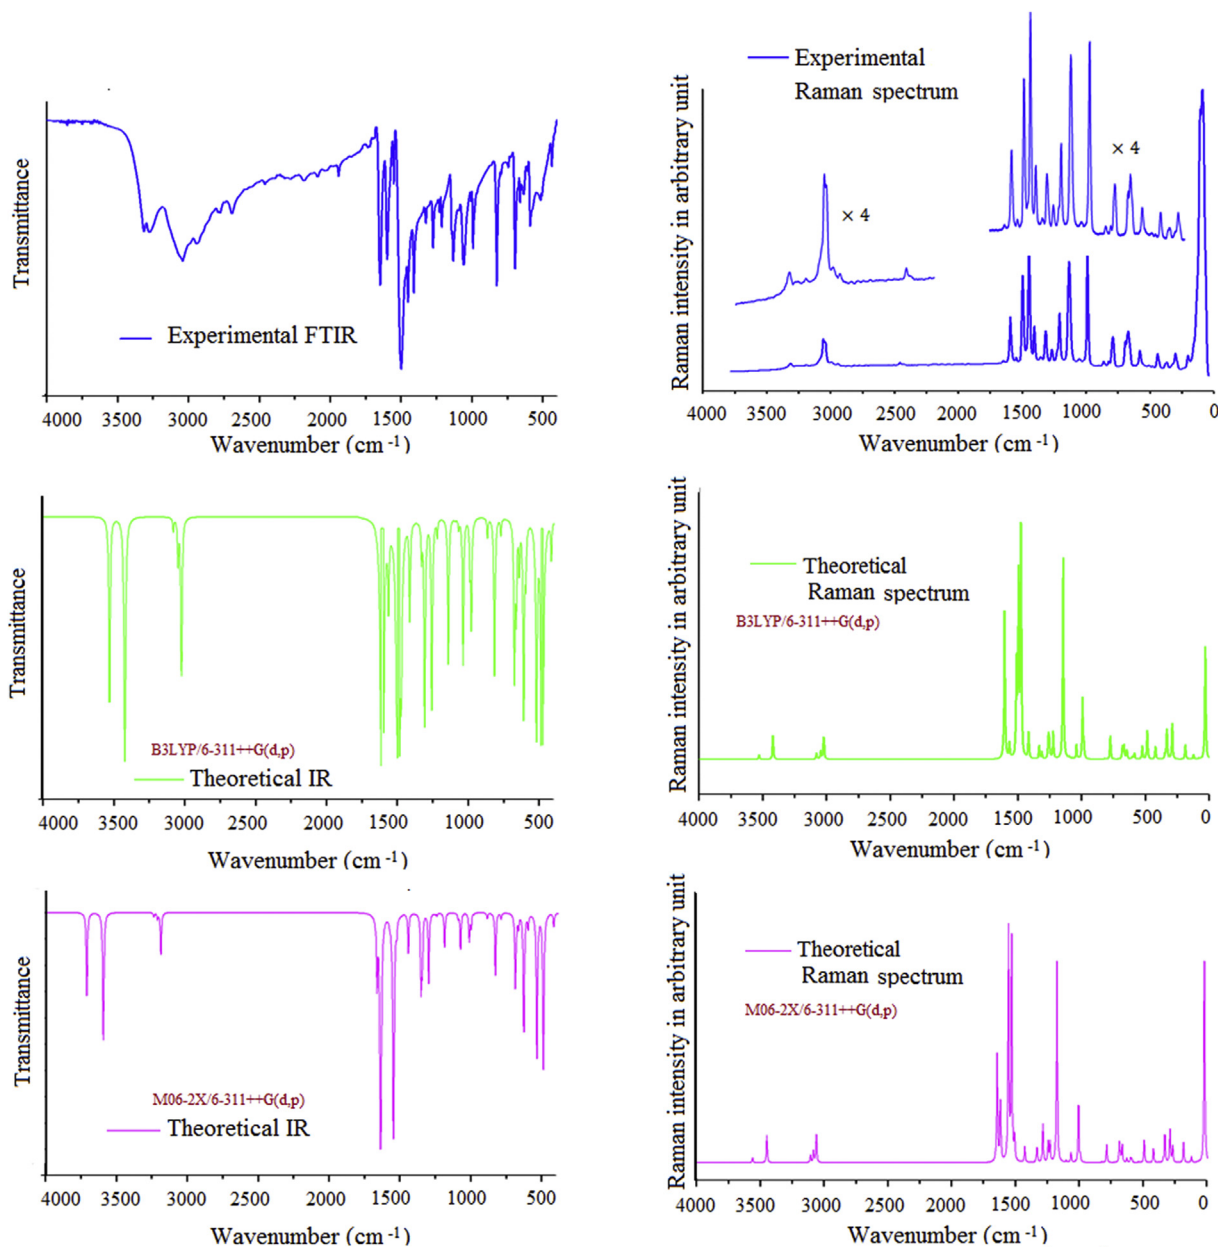 Transmittance
Experimental FTIR
4000 3500 3000 2500 2000 1500 1000 500
Wavenumber (cm -1)
Raman intensity in arbitrary unit
Experimental
Raman spectrum
× 4
× 4
4000 3500 3000 2500 2000 1500 1000 500 0
Wavenumber (cm -1)
Transmittance
B3LYP/6-311++G(d,p)
Theoretical IR
4000 3500 3000 2500 2000 1500 1000 500
Wavenumber (cm -1)
Raman intensity in arbitrary unit
Theoretical
Raman spectrum
B3LYP/6-311++G(d,p)
4000 3500 3000 2500 2000 1500 1000 500 0
Wavenumber (cm -1)
Transmittance
M06-2X/6-311++G(d,p)
Theoretical IR
4000 3500 3000 2500 2000 1500 1000 500
Wavenumber (cm -1)
Raman intensity in arbitrary unit
Theoretical
Raman spectrum
M06-2X/6-311++G(d,p)
4000 3500 3000 2500 2000 1500 1000 500 0
Wavenumber (cm -1)